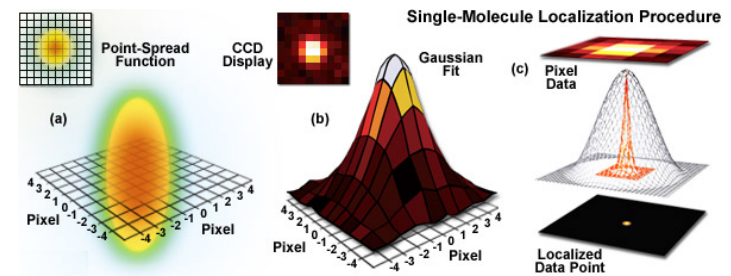 Single-Molecule Localization Procedure
Point-Spread
Function
(a)
4 3 2 1 0 -1 -2 -3 -4
Pixel
-4 -3 -2 -1 0 1 2 3 4
Pixel
CCD
Display
Gaussian
Fit
(b)
4 3 2 1 0 -1 -2 -3 -4
Pixel
-4 -3 -2 -1 0 1 2 3 4
Pixel
(c)
Pixel
Data
Localized
Data Point